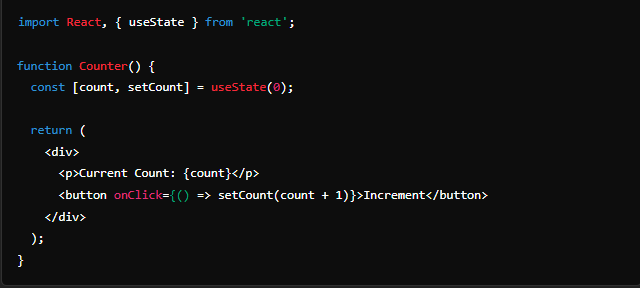 import React, { useState } from 'react';
function Counter() {
const [count, setCount] = useState(0);
return (
<div>
<p>Current Count: {count}</p>
<button onClick={() => setCount(count + 1)}>Increment</button>
</div>
);
}